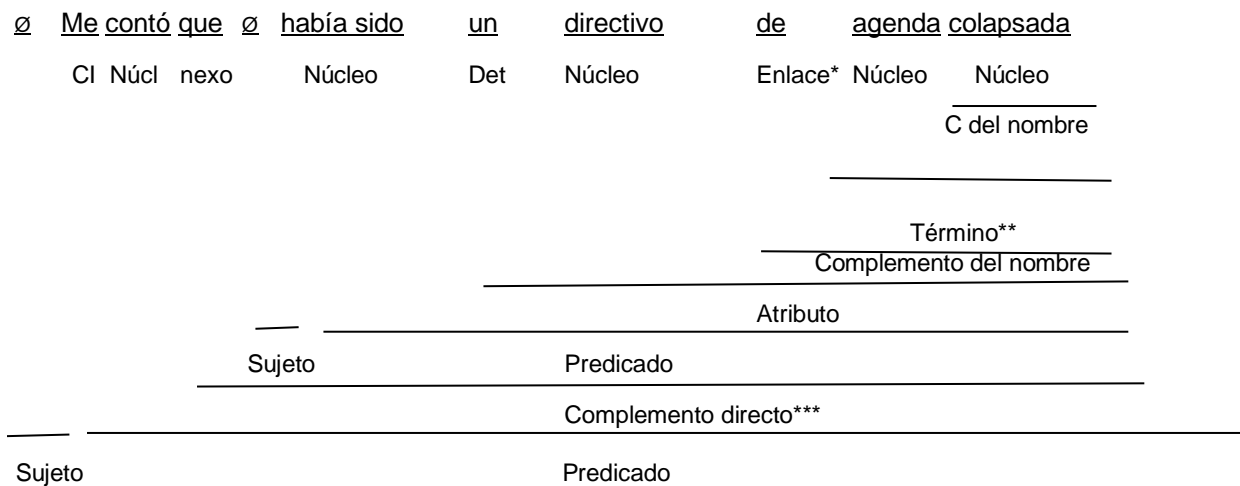 Ø Me contó que Ø había sido un directivo de agenda colapsada
CI Núcl nexo Núcleo Det Núcleo Enlace* Núcleo Núcleo
C del nombre
Término**
Complemento del nombre
Atributo
Sujeto Predicado
Complemento directo***
Sujeto Predicado